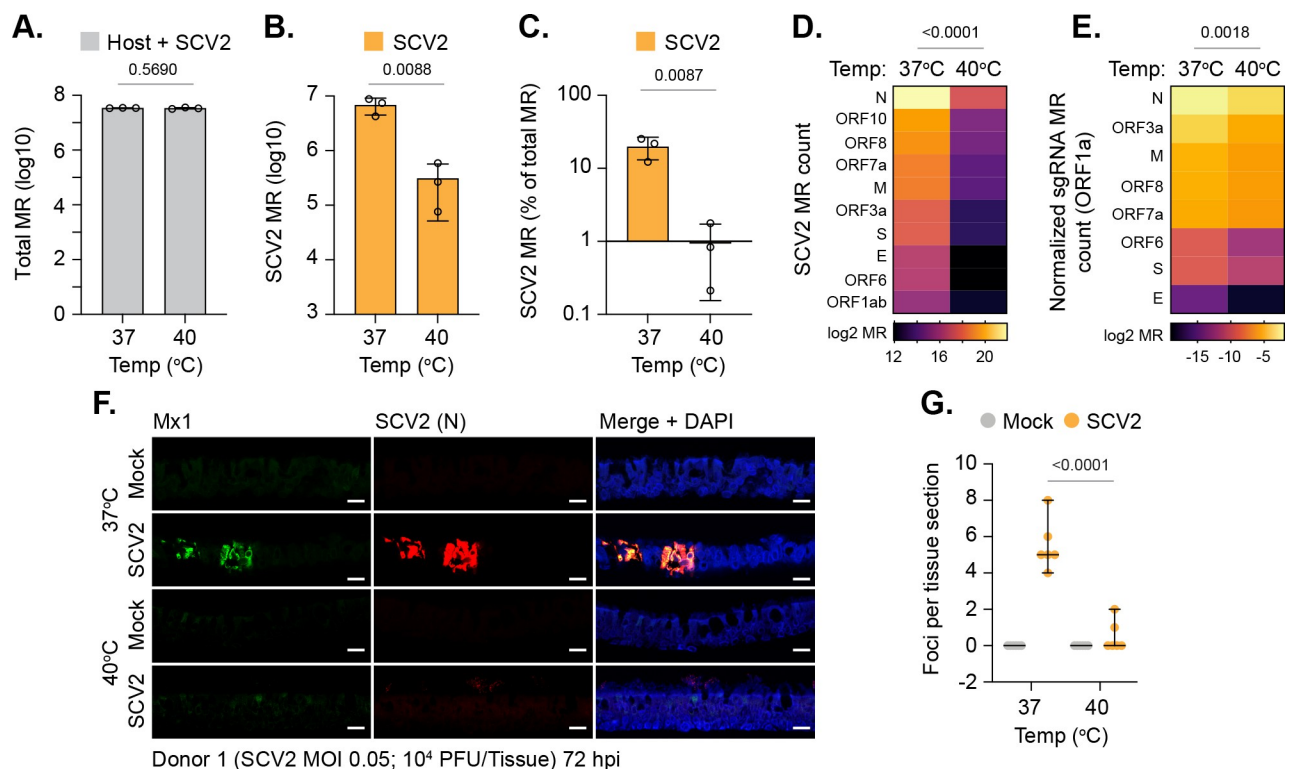 A.
Host + SCV2
0.5690
Total MR (log10)
8
6
4
2
0
37
40
Temp (°C)
B.
SCV2
0.0088
SCV2 MR (log10)
7
6
5
4
3
37
40
Temp (°C)
C.
SCV2
0.0087
SCV2 MR (% of total MR)
100
10
1
0.1
37
40
Temp (°C)
D.
<0.0001
Temp: 37°C 40°C
SCV2 MR count
N
ORF10
ORF8
ORF7a
M
ORF3a
S
E
ORF6
ORF1ab
log2 MR
12 16 20
E.
0.0018
Temp: 37°C 40°C
Normalized sgRNA MR
count (ORF1a)
N
ORF3a
M
ORF8
ORF7a
ORF6
S
E
log2 MR
-15 -10 -5
F.
Mx1
SCV2 (N)
Merge + DAPI
37°C
Mock
SCV2
40°C
Mock
SCV2
Donor 1 (SCV2 MOI 0.05; 10⁴ PFU/Tissue) 72 hpi
G.
Mock SCV2
<0.0001
Foci per tissue section
10
8
6
4
2
0
-2
37
40
Temp (°C)